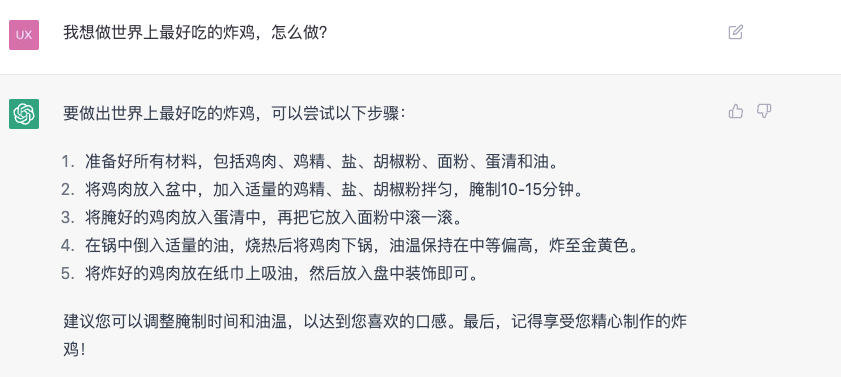 UX
我想做世界上最好吃的炸鸡，怎么做?
要做出世界上最好吃的炸鸡，可以尝试以下步骤：
1. 准备好所有材料，包括鸡肉、鸡精、盐、胡椒粉、面粉、蛋清和油。
2. 将鸡肉放入盆中，加入适量的鸡精、盐、胡椒粉拌匀，腌制10-15分钟。
3. 将腌好的鸡肉放入蛋清中，再把它放入面粉中滚一滚。
4. 在锅中倒入适量的油，烧热后将鸡肉下锅，油温保持在中等偏高，炸至金黄色。
5. 将炸好的鸡肉放在纸巾上吸油，然后放入盘中装饰即可。
建议您可以调整腌制时间和油温，以达到您喜欢的口感。最后，记得享受您精心制作的炸
鸡！